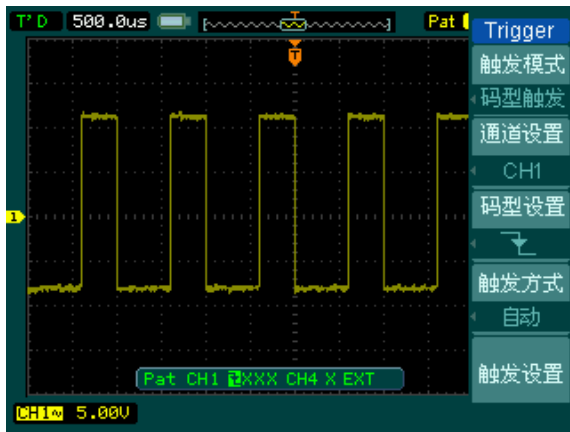 T'D 500.0us Pat
Trigger
触发模式
码型触发
通道设置
CH1
码型设置
触发方式
自动
触发设置
T
1
Pat CH1 XXX CH4 X EXT
CH1~ 5.00V